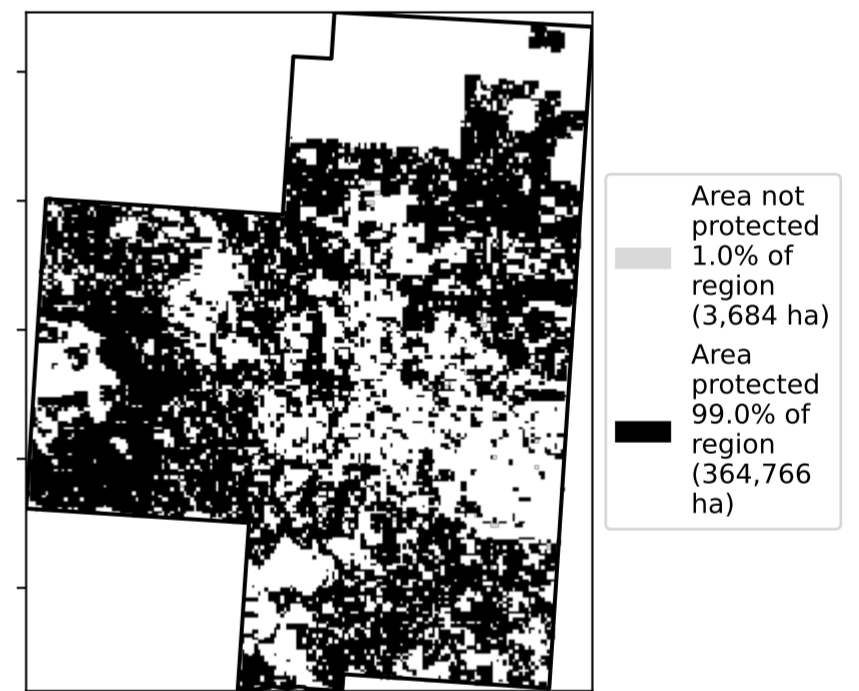 Area not
protected
1.0% of
region
(3,684 ha)
Area
protected
99.0% of
region
(364,766
ha)